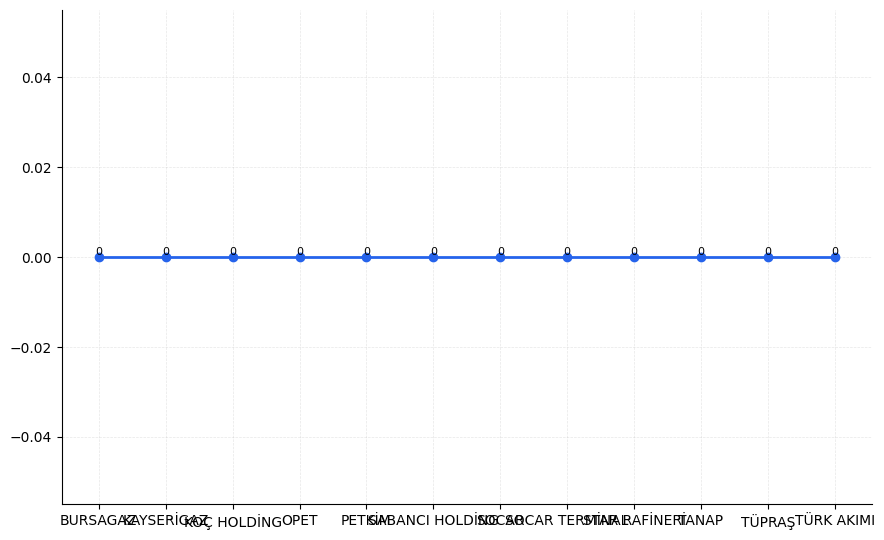 0.04
0.02
0.00
−0.02
−0.04
0 0 0 0 0 0 0 0 0 0 0 0
BURSAGAZ KAYSERİGAZ KOÇ HOLDİNG OPET PETKİM SABANCI HOLDİNG SOCAR SOCAR TERMİNAL STAR RAFİNERİ TANAP TÜPRAŞ TÜRK AKIMI